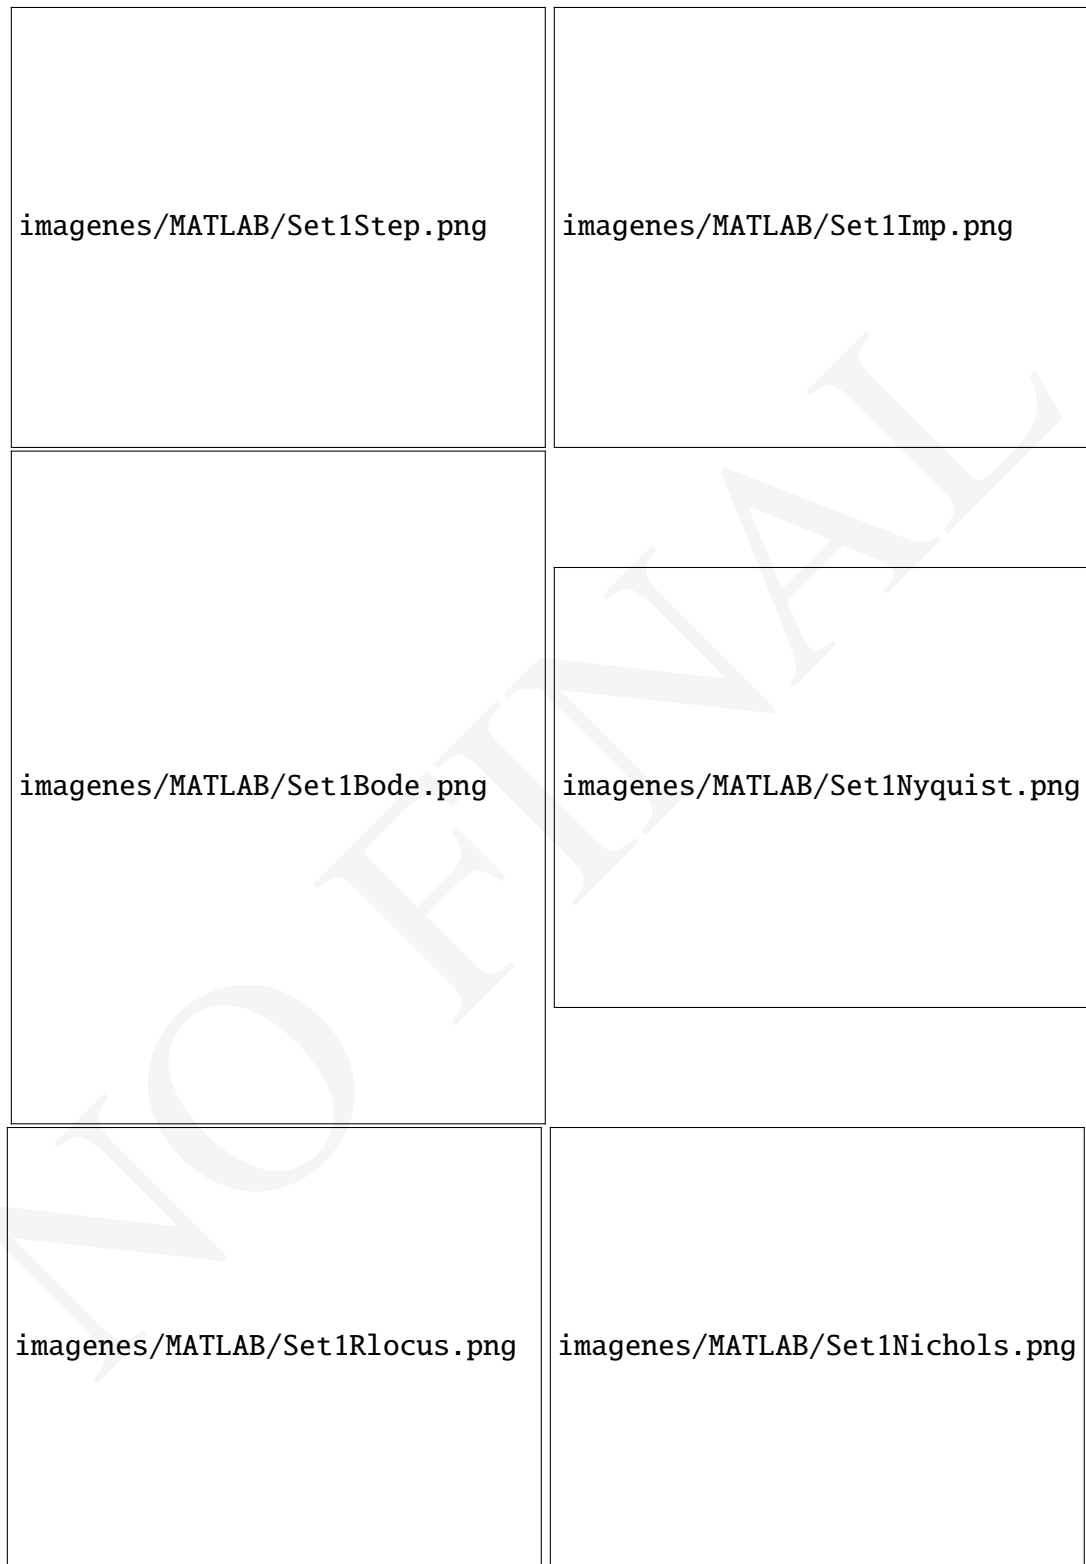 imagenes/MATLAB/Set1Step.png
imagenes/MATLAB/Set1Imp.png
imagenes/MATLAB/Set1Bode.png
imagenes/MATLAB/Set1Nyquist.png
imagenes/MATLAB/Set1Rlocus.png
imagenes/MATLAB/Set1Nichols.png
NO FINAL